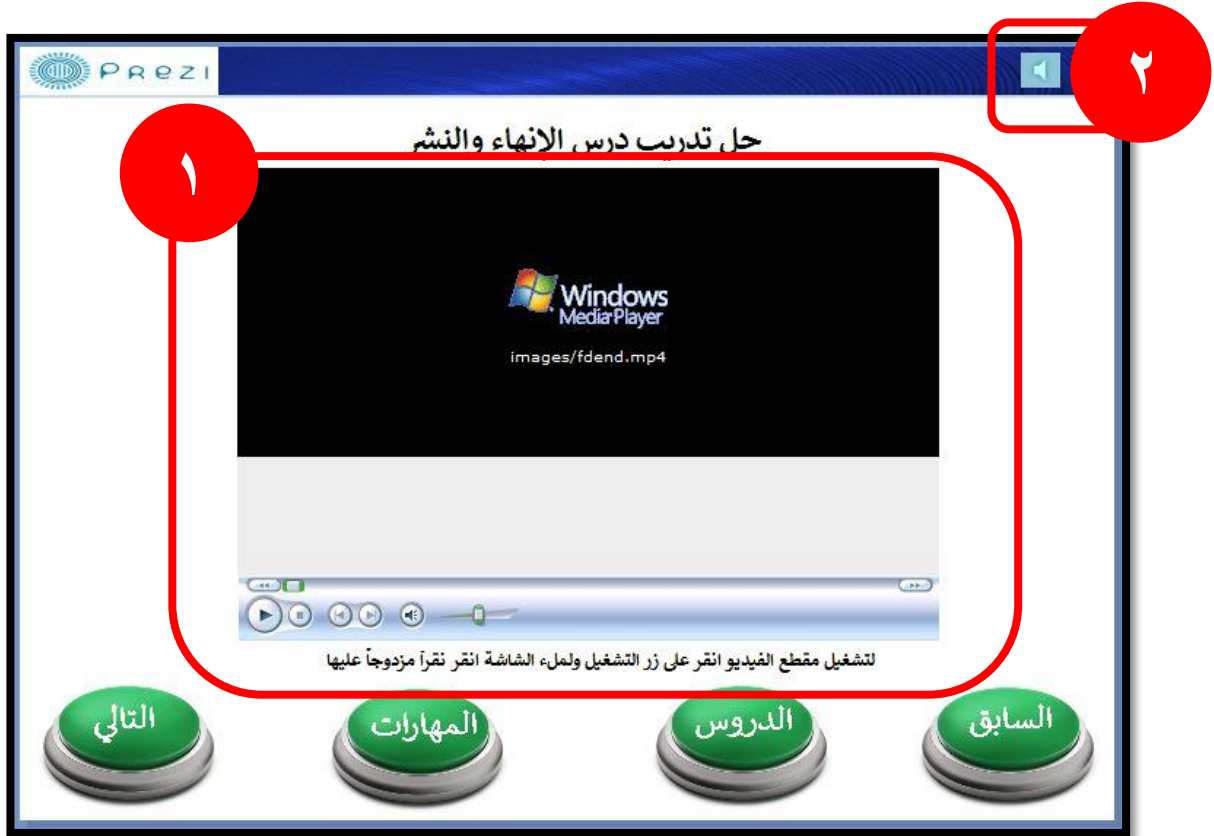 ٢
PREZI
١
حل تدريب درس الإنهاء والنشر
Windows
Media Player
images/fdend.mp4
لتشغيل مقطع الفيديو انقر على زر التشغيل ولملء الشاشة انقر نقرآ مزدوجاً عليها
السابق
الدروس
المهارات
التالي